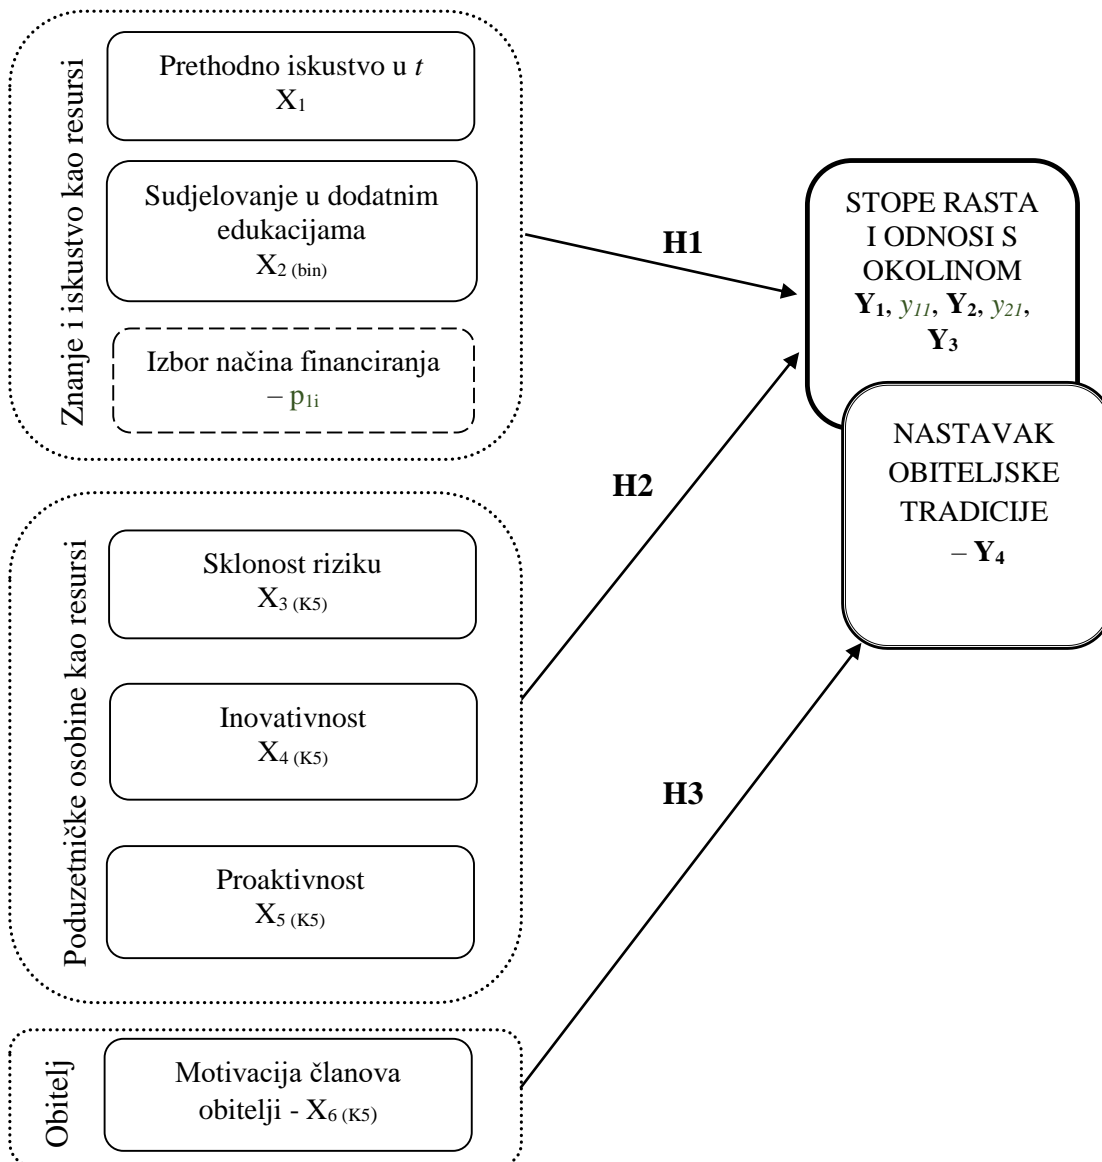 Znanje i iskustvo kao resursi
Prethodno iskustvo u t
X1
Sudjelovanje u dodatnim
edukacijama
X2 (bin)
Izbor načina financiranja
– p1i
H1
STOPE RASTA
I ODNOSI S
OKOLINOM
Y1, y11, Y2, y21,
Y3
NASTAVAK
OBITELJSKE
TRADICIJE
– Y4
H2
Poduzetničke osobine kao resursi
Sklonost riziku
X3 (K5)
Inovativnost
X4 (K5)
Proaktivnost
X5 (K5)
H3
Obitelj
Motivacija članova
obitelji - X6 (K5)